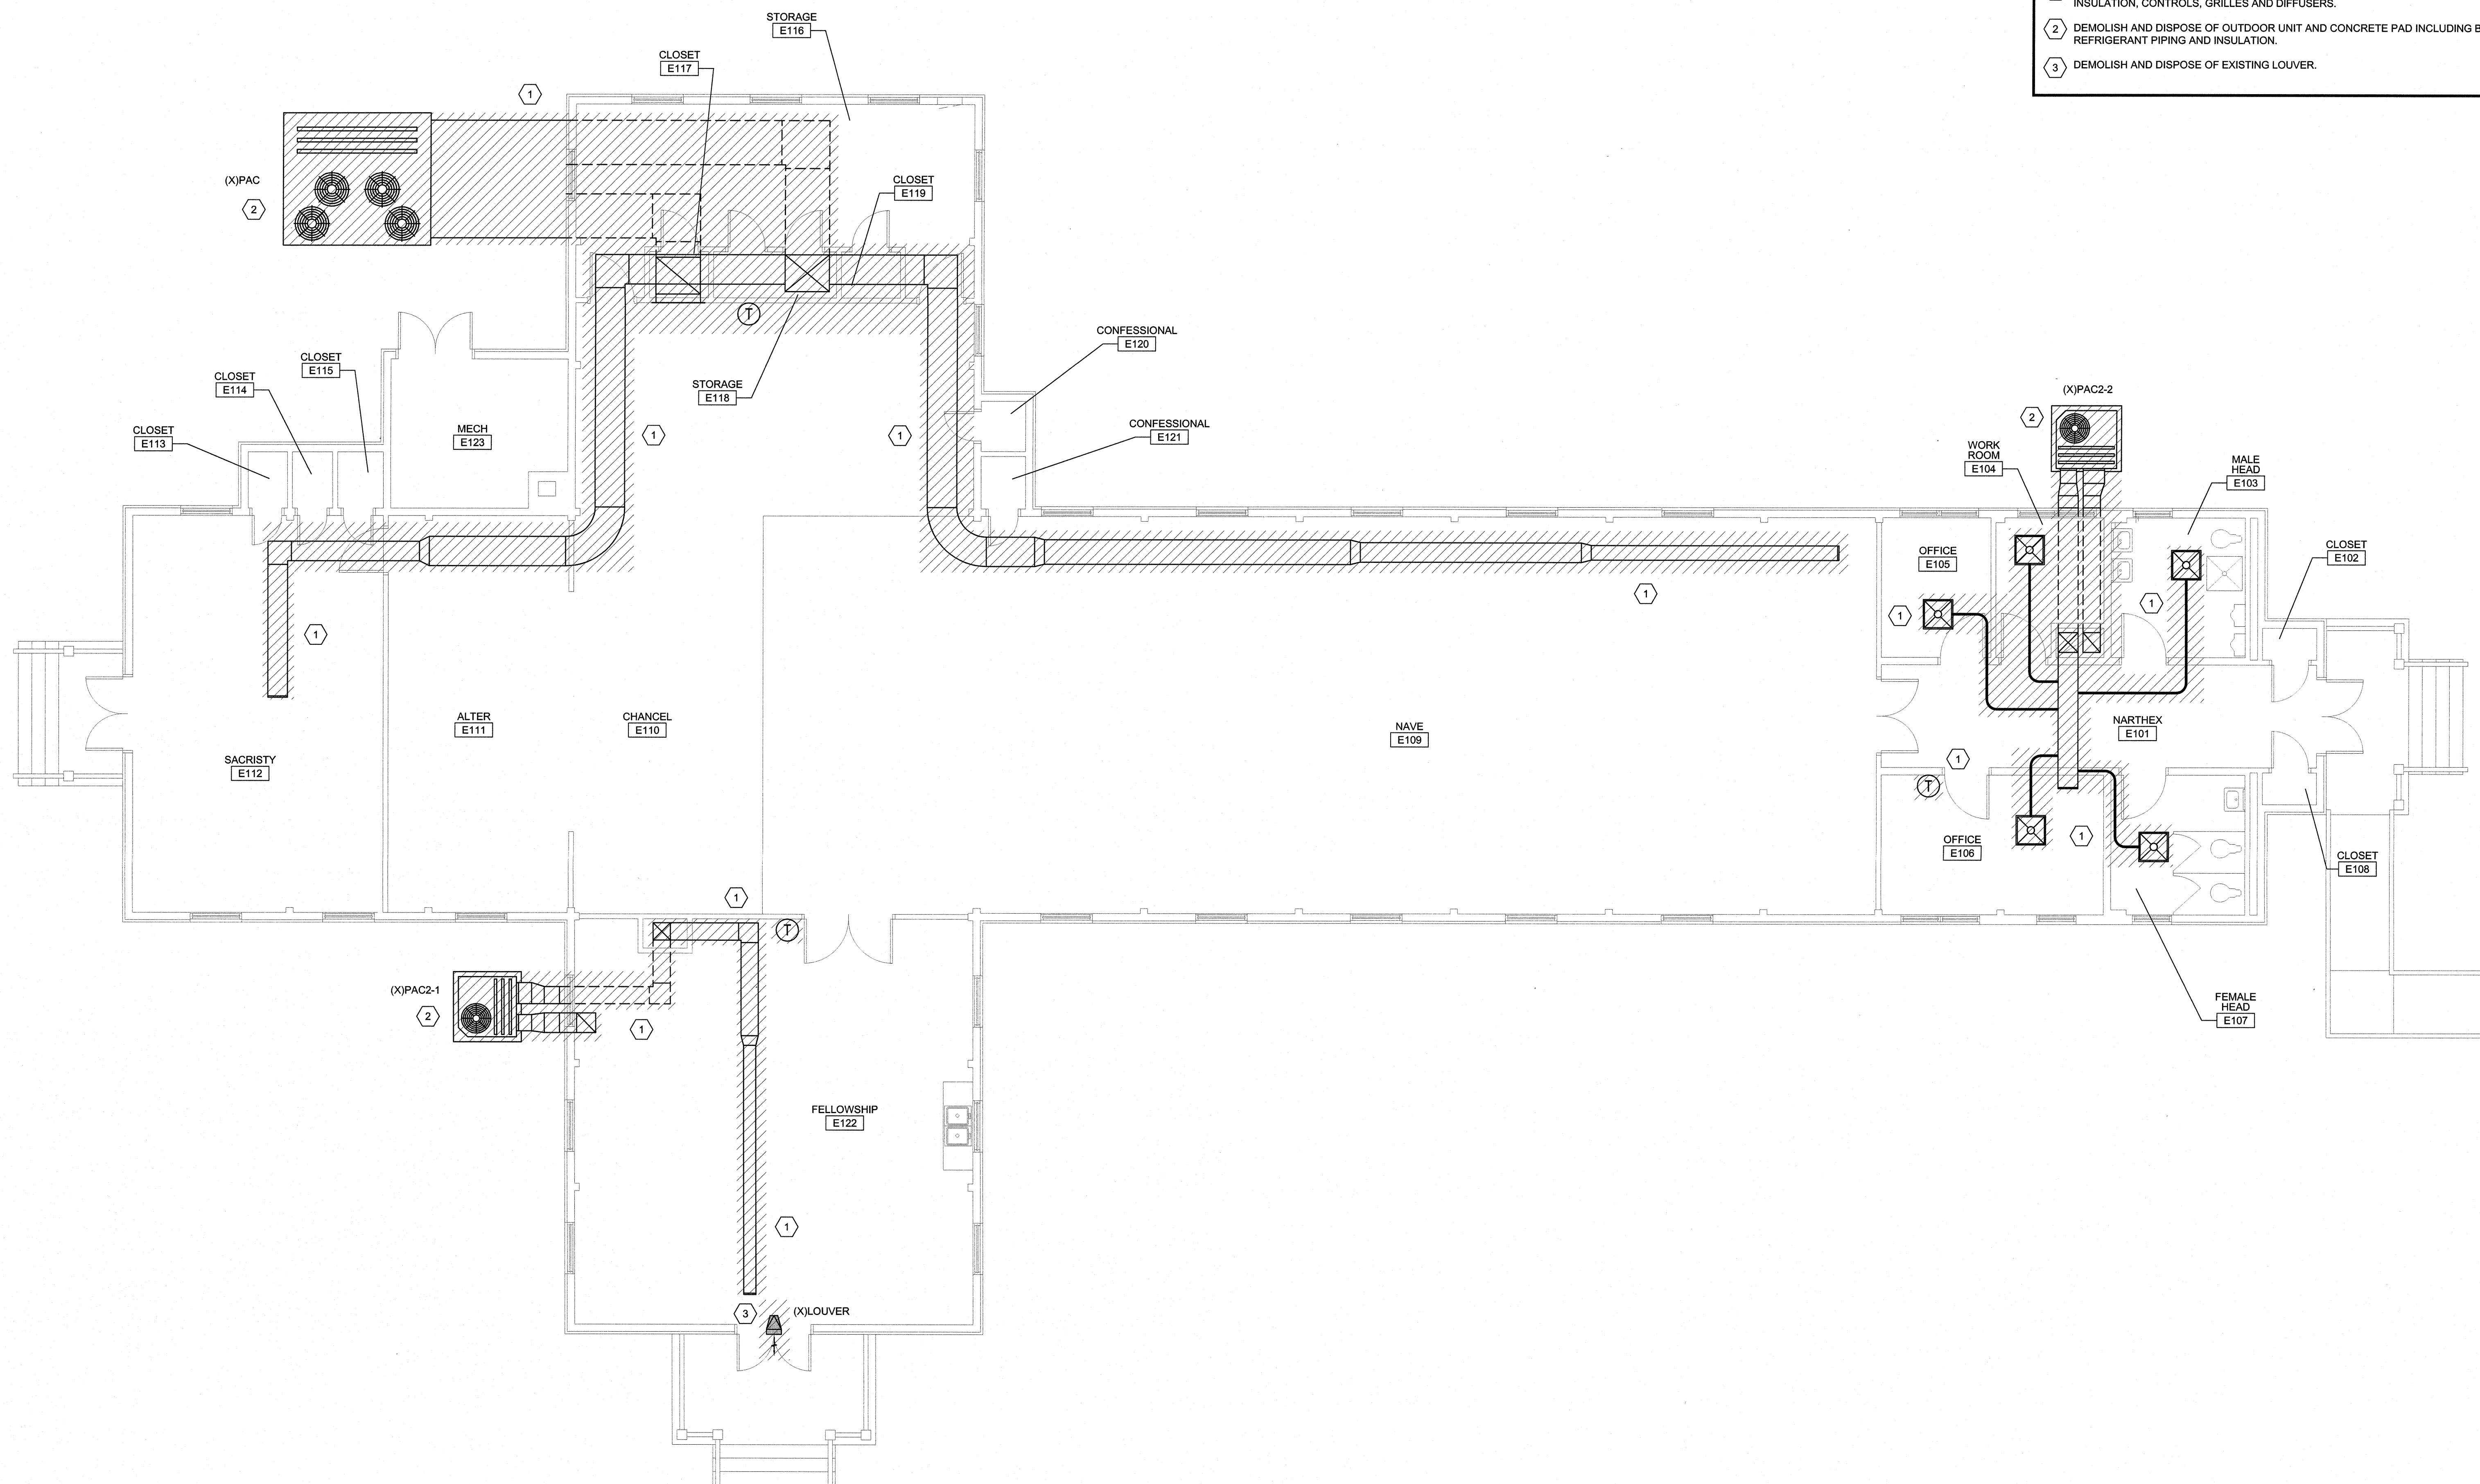 INSULATION, CONTROLS, GRILLES AND DIFFUSERS.
2 DEMOLISH AND DISPOSE OF OUTDOOR UNIT AND CONCRETE PAD INCLUDING
REFRIGERANT PIPING AND INSULATION.
3 DEMOLISH AND DISPOSE OF EXISTING LOUVER.
STORAGE
E116
CLOSET
E117
1
(X)PAC
2
CLOSET
E119
T
CONFESSIONAL
E120
CLOSET
E115
CLOSET
E114
STORAGE
E118
CLOSET
E113
MECH
E123
1
1
CONFESSIONAL
E121
(X)PAC2-2
2
WORK
ROOM
E104
MALE
HEAD
E103
OFFICE
E105
CLOSET
E102
1
1
1
1
ALTER
E111
CHANCEL
E110
NAVE
E109
NARTHEX
E101
SACRISTY
E112
1
T
OFFICE
E106
1
CLOSET
E108
1
T
(X)PAC2-1
2
1
FEMALE
HEAD
E107
FELLOWSHIP
E122
1
3
(X)LOUVER